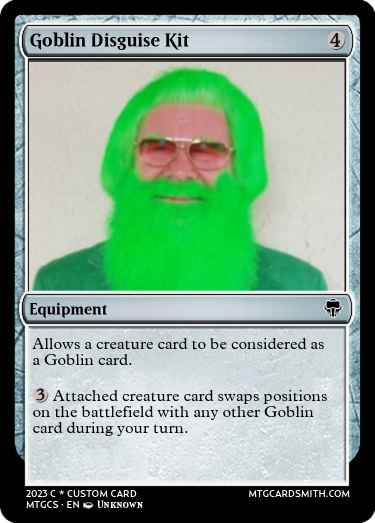 Goblin Disguise Kit 4
Equipment
Allows a creature card to be considered as
a Goblin card.
3 Attached creature card swaps positions
on the battlefield with any other Goblin
card during your turn.
2023 C * CUSTOM CARD MTGCARDSMITH.COM
MTGCS · EN Unknown